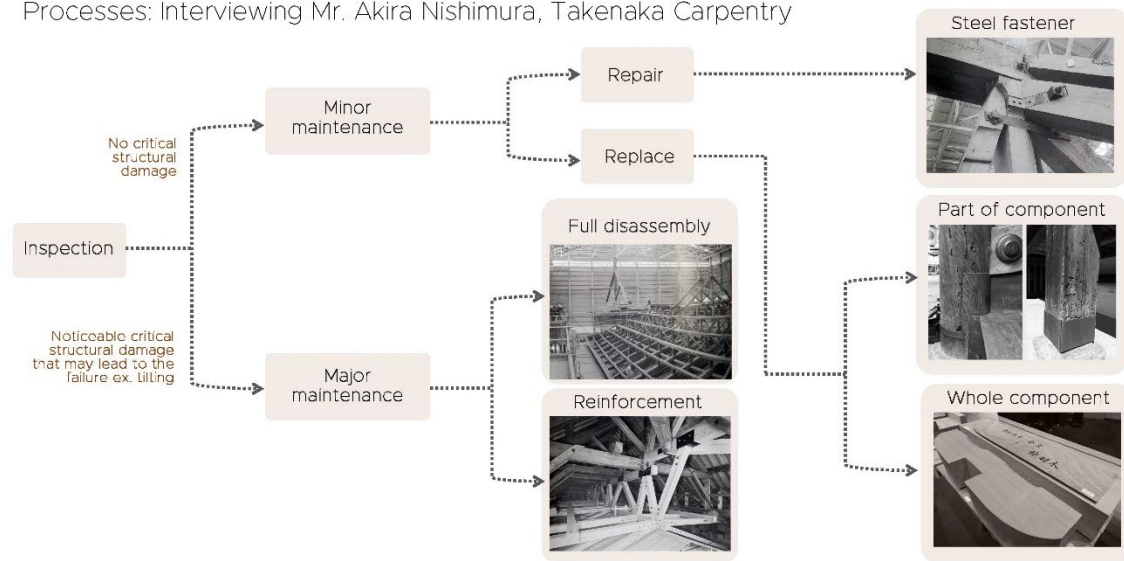 Processes: Interviewing Mr. Akira Nishimura, Takenaka Carpentry
Steel fastener
Repair
Minor
maintenance
No critical
structural
damage
Replace
Part of component
Full disassembly
Inspection
Noticeable critical
structural damage
that may lead to the
failure ex. tilting
Major
maintenance
Reinforcement
Whole component